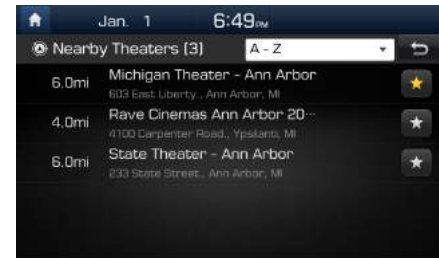 Jan. 1 6:49PM
Nearby Theaters (3) A - Z
6.0mi Michigan Theater - Ann Arbor
603 East Liberty., Ann Arbor, MI
4.0mi Rave Cinemas Ann Arbor 20···
4100 Carpenter Road., Ypsilanti, MI
6.0mi State Theater - Ann Arbor
233 State Street., Ann Arbor, MI